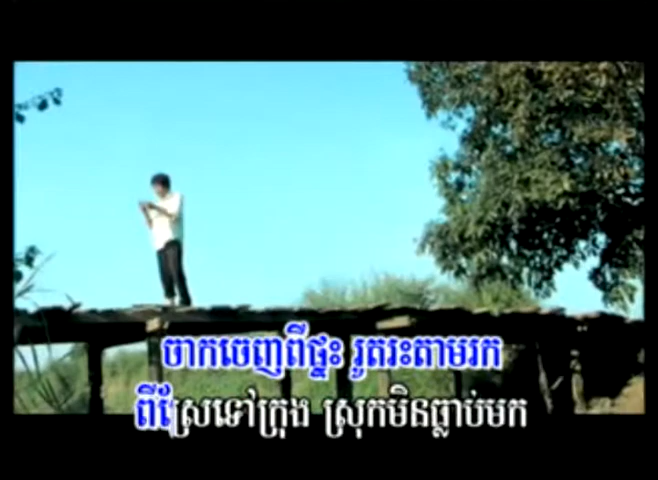 ចាកចេញពីផ្ទះ រូតរះតាមរក
ពីស្រែទៅក្រុង ស្រុកមិនធ្លាប់មក